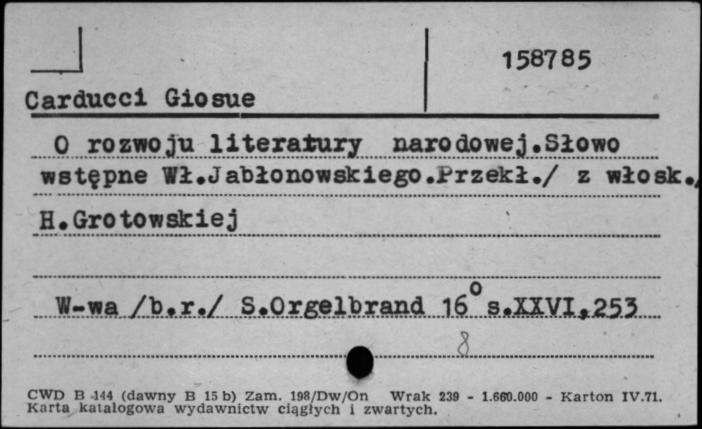 158785
Carducci Giosue
O rozwoju literatury narodowej.Słowo
wstępne Wł.Jabłonowskiego.Przekł./ z włosk./
H.Grotowskiej
W-wa /b.r./ S.Orgelbrand 16° s.XXVI,253
8
CWD B 144 (dawny B 15 b) Zam. 198/Dw/On Wrak 239 - 1.660.000 - Karton IV.71.
Karta katalogowa wydawnictw ciągłych i zwartych.